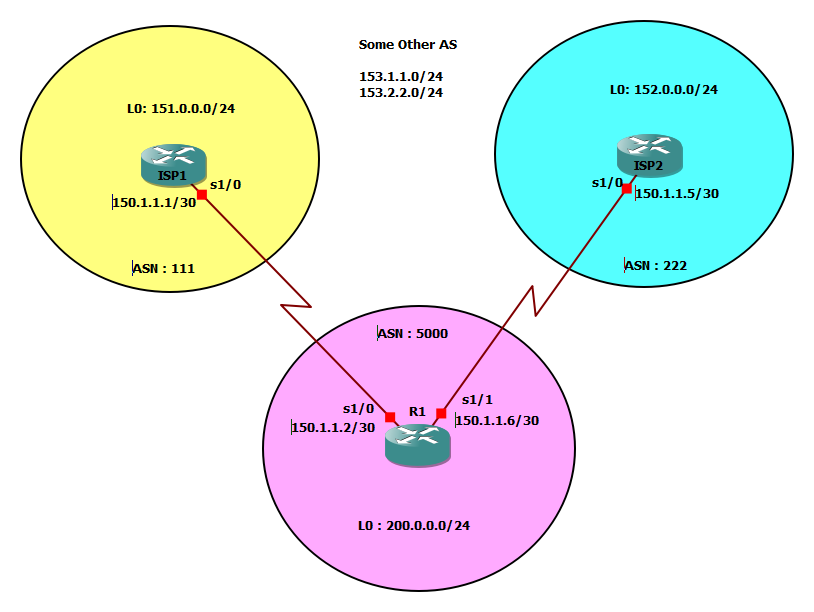 Some Other AS
153.1.1.0/24
153.2.2.0/24
L0: 151.0.0.0/24
ISP1
s1/0
150.1.1.1/30
ASN : 111
L0: 152.0.0.0/24
ISP2
s1/0
150.1.1.5/30
ASN : 222
ASN : 5000
s1/0
150.1.1.2/30
R1
s1/1
150.1.1.6/30
L0 : 200.0.0.0/24